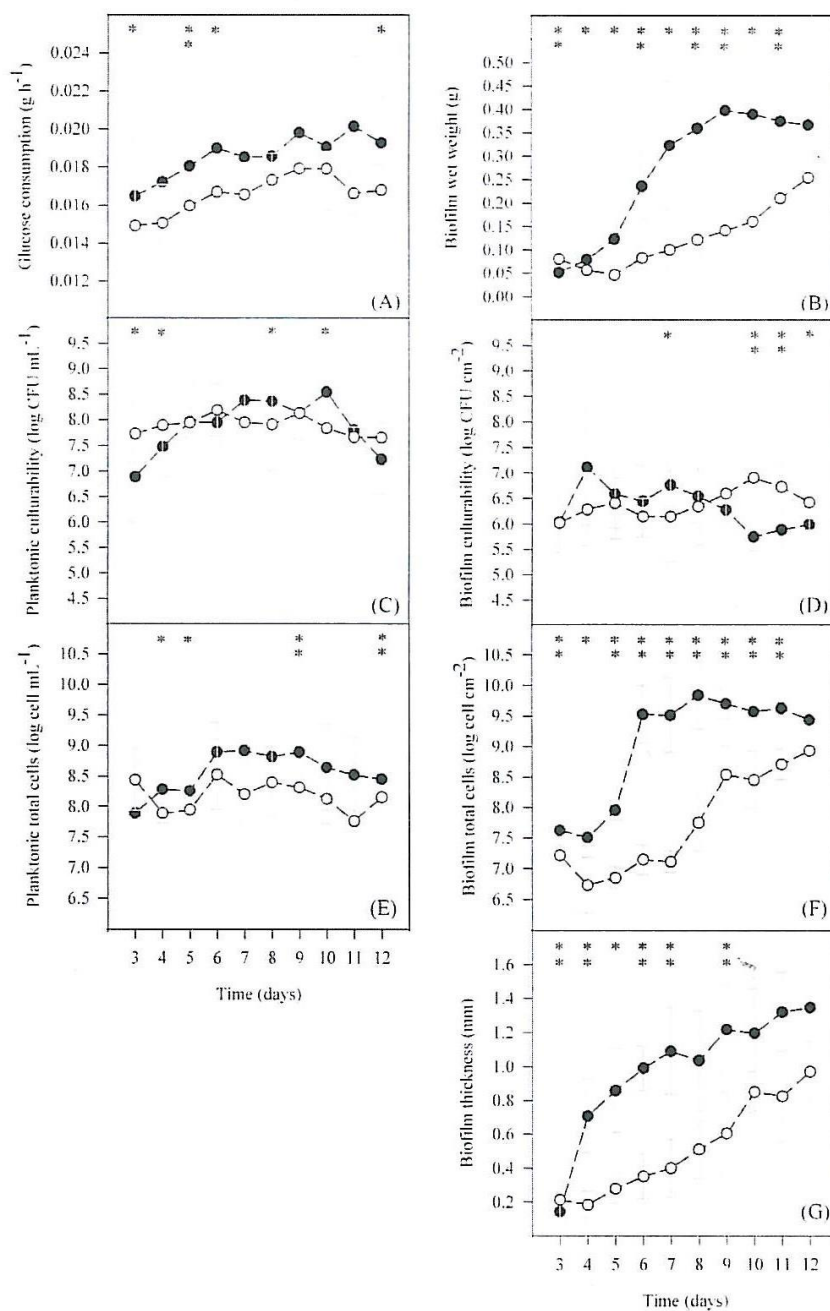 * * * * *
*
Glucose consumption (g h-1)
0.024
0.022
0.020
0.018
0.016
0.014
0.012
(A)
* * * * * * * *
* * * * *
Biofilm wet weight (g)
0.50
0.45
0.40
0.35
0.30
0.25
0.20
0.15
0.10
0.05
0.00
(B)
* * * *
Planktonic culturability (log CFU mL-1)
9.5
9.0
8.5
8.0
7.5
7.0
6.5
6.0
5.5
5.0
4.5
(C)
* * * *
* *
Biofilm culturability (log CFU cm-2)
9.5
9.0
8.5
8.0
7.5
7.0
6.5
6.0
5.5
5.0
4.5
(D)
* * * *
* *
Planktonic total cells (log cell mL-1)
10.5
10.0
9.5
9.0
8.5
8.0
7.5
7.0
6.5
(E)
3 4 5 6 7 8 9 10 11 12
Time (days)
* * * * * * * * *
* * * * * * * *
Biofilm total cells (log cell cm-2)
10.5
10.0
9.5
9.0
8.5
8.0
7.5
7.0
6.5
(F)
* * * * * *
* * * * *
Biofilm thickness (mm)
1.6
1.4
1.2
1.0
0.8
0.6
0.4
0.2
(G)
3 4 5 6 7 8 9 10 11 12
Time (days)